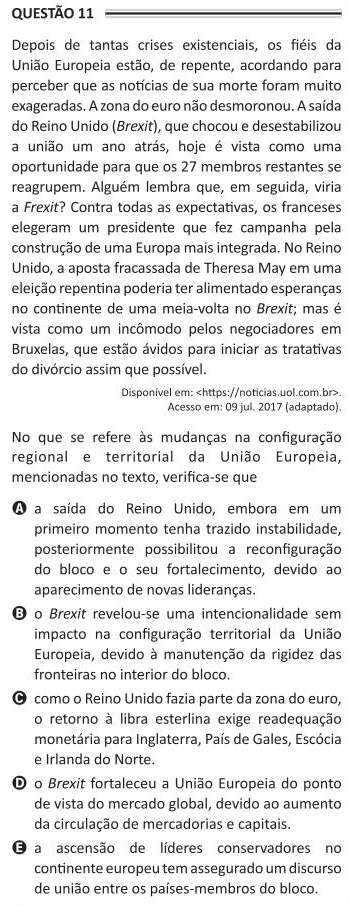 QUESTÃO 11
Depois de tantas crises existenciais, os fiéis da
União Europeia estão, de repente, acordando para
perceber que as notícias de sua morte foram muito
exageradas. A zona do euro não desmoronou. A saída
do Reino Unido (Brexit), que chocou e desestabilizou
a união um ano atrás, hoje é vista como uma
oportunidade para que os 27 membros restantes se
reagrupem. Alguém lembra que, em seguida, viria
a Frexit? Contra todas as expectativas, os franceses
elegeram um presidente que fez campanha pela
construção de uma Europa mais integrada. No Reino
Unido, a aposta fracassada de Theresa May em uma
eleição repentina poderia ter alimentado esperanças
no continente de uma meia-volta no Brexit; mas é
vista como um incômodo pelos negociadores em
Bruxelas, que estão ávidos para iniciar as tratativas
do divórcio assim que possível.
Disponível em: <https://noticias.uol.com.br>.
Acesso em: 09 jul. 2017 (adaptado).
No que se refere às mudanças na configuração
regional e territorial da União Europeia,
mencionadas no texto, verifica-se que
A a saída do Reino Unido, embora em um
primeiro momento tenha trazido instabilidade,
posteriormente possibilitou a reconfiguração
do bloco e o seu fortalecimento, devido ao
aparecimento de novas lideranças.
B o Brexit revelou-se uma intencionalidade sem
impacto na configuração territorial da União
Europeia, devido à manutenção da rigidez das
fronteiras no interior do bloco.
C como o Reino Unido fazia parte da zona do euro,
o retorno à libra esterlina exige readequação
monetária para Inglaterra, País de Gales, Escócia
e Irlanda do Norte.
D o Brexit fortaleceu a União Europeia do ponto
de vista do mercado global, devido ao aumento
da circulação de mercadorias e capitais.
E a ascensão de líderes conservadores no
continente europeu tem assegurado um discurso
de união entre os países-membros do bloco.